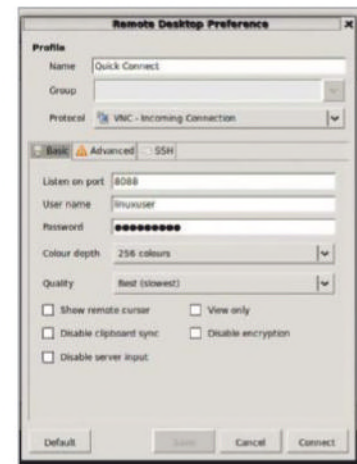 Remote Desktop Preference
Profile
Name Quick Connect
Group
Protocol VNC - Incoming Connection
Basic Advanced SSH
Listen on port 8088
User name linuxuser
Password ●●●●●●●●●
Colour depth 256 colours
Quality Best (slowest)
Show remote cursor View only
Disable clipboard sync Disable encryption
Disable server input
Default Save Cancel Connect